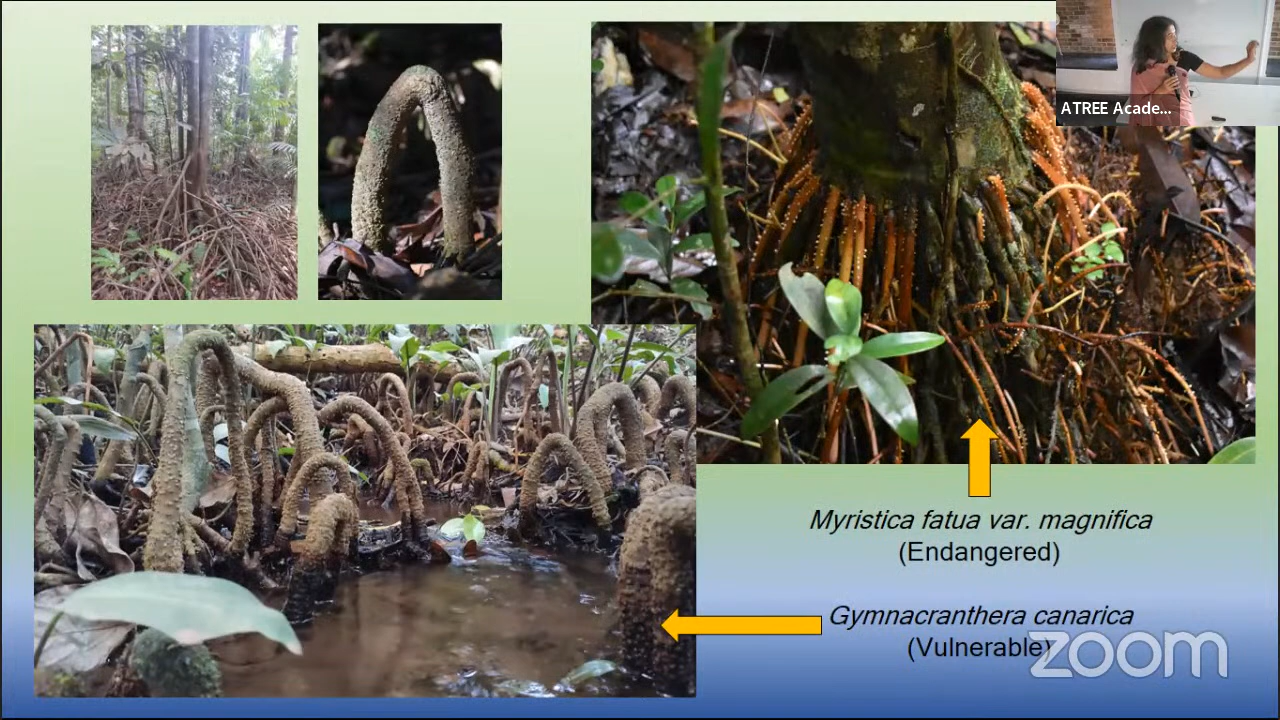 ATREE Acade...
Myristica fatua var. magnifica
(Endangered)
Gymnacranthera canarica
(Vulnerable)
zoom